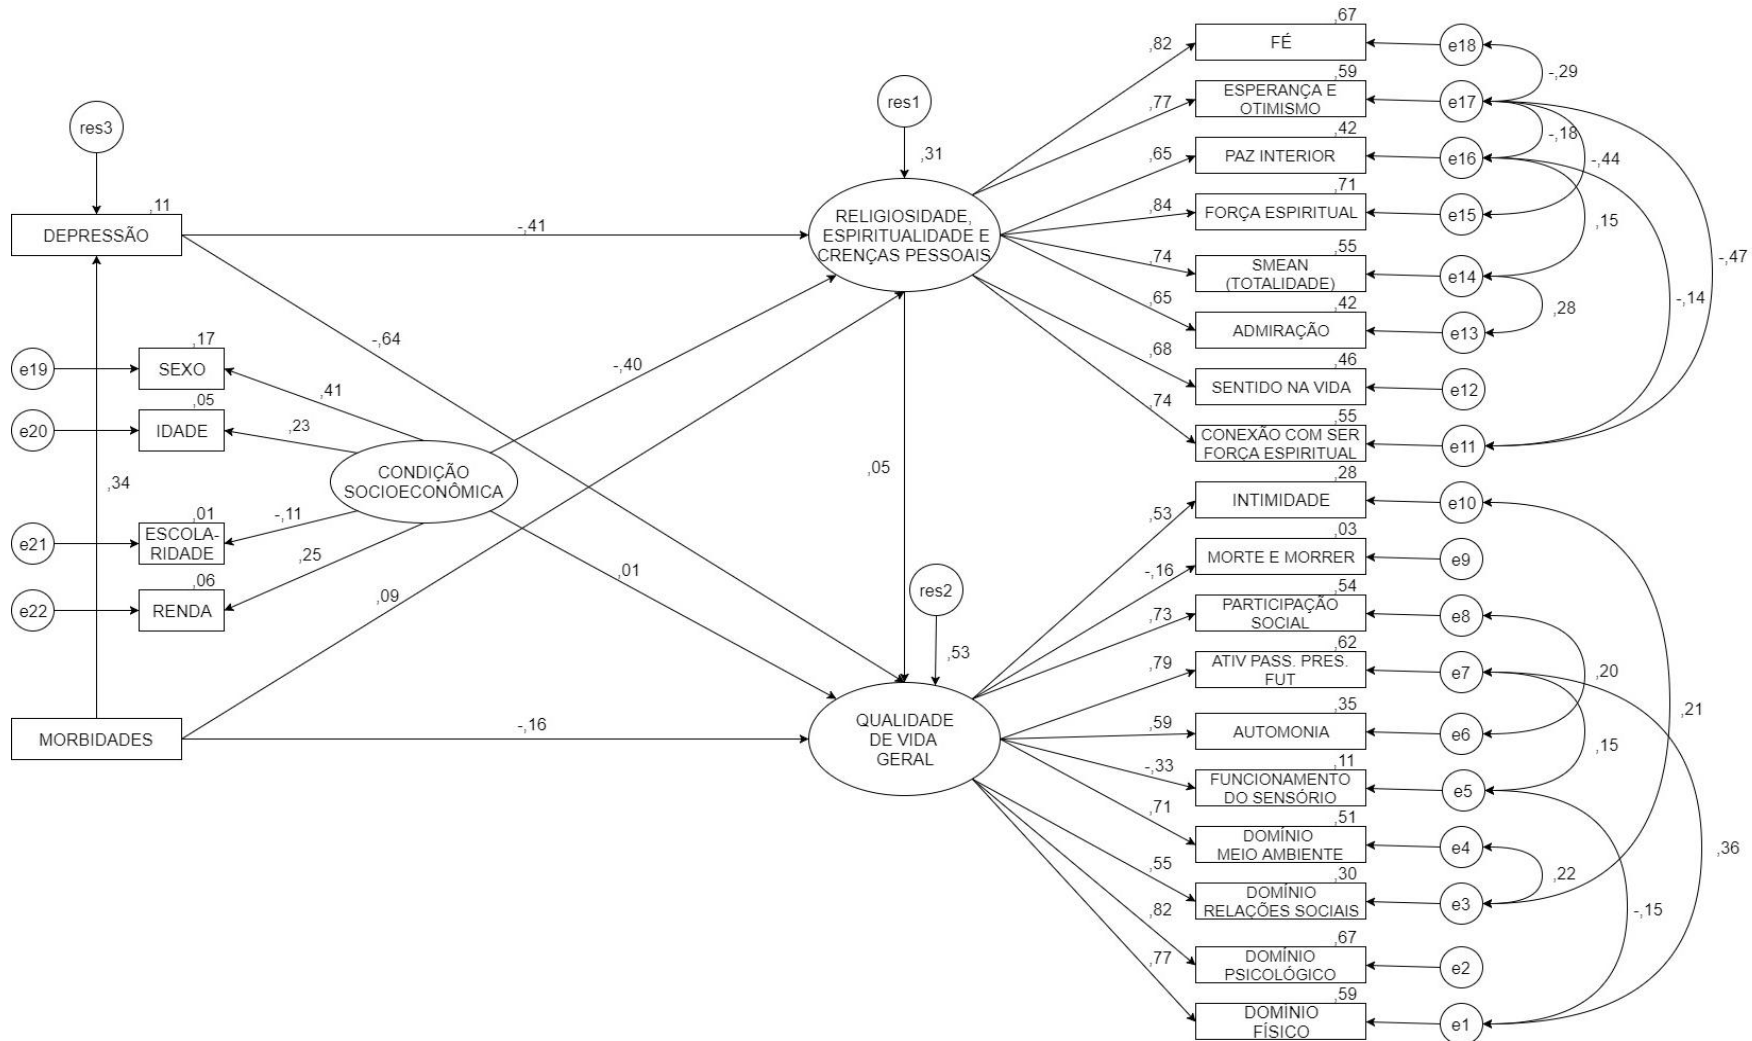 ,67
,82
FÉ
e18
,59
-,29
res1
,77
ESPERANÇA E
OTIMISMO
e17
res3
,42
-,18
,31
,65
PAZ INTERIOR
e16
-,44
,71
,11
,84
FORÇA ESPIRITUAL
e15
,15
DEPRESSÃO
-,41
RELIGIOSIDADE,
ESPIRITUALIDADE E
CRENÇAS PESSOAIS
,55
,74
SMEAN
(TOTALIDADE)
e14
-,47
-,14
,65
,42
,28
ADMIRAÇÃO
e13
,17
-,64
,68
,46
e19
SEXO
-,40
SENTIDO NA VIDA
e12
,41
,05
,74
,55
e20
IDADE
,23
CONEXÃO COM SER
FORÇA ESPIRITUAL
e11
,34
CONDIÇÃO
SOCIOECONÔMICA
,05
,28
INTIMIDADE
e10
,01
-,11
,53
e21
ESCOLA-
RIDADE
,03
MORTE E MORRER
e9
,25
,01
-,16
,06
,09
res2
,54
e22
RENDA
,73
PARTICIPAÇÃO
SOCIAL
e8
,53
,62
,79
ATIV PASS. PRES.
FUT
e7
,20
,35
,21
MORBIDADES
-,16
QUALIDADE
DE VIDA
GERAL
,59
AUTOMONIA
e6
,15
-,33
,11
FUNCIONAMENTO
DO SENSÓRIO
e5
,71
,51
DOMÍNIO
MEIO AMBIENTE
e4
,36
,55
,30
,22
DOMÍNIO
RELAÇÕES SOCIAIS
e3
-,15
,82
,67
,77
DOMÍNIO
PSICOLÓGICO
e2
,59
DOMÍNIO
FÍSICO
e1